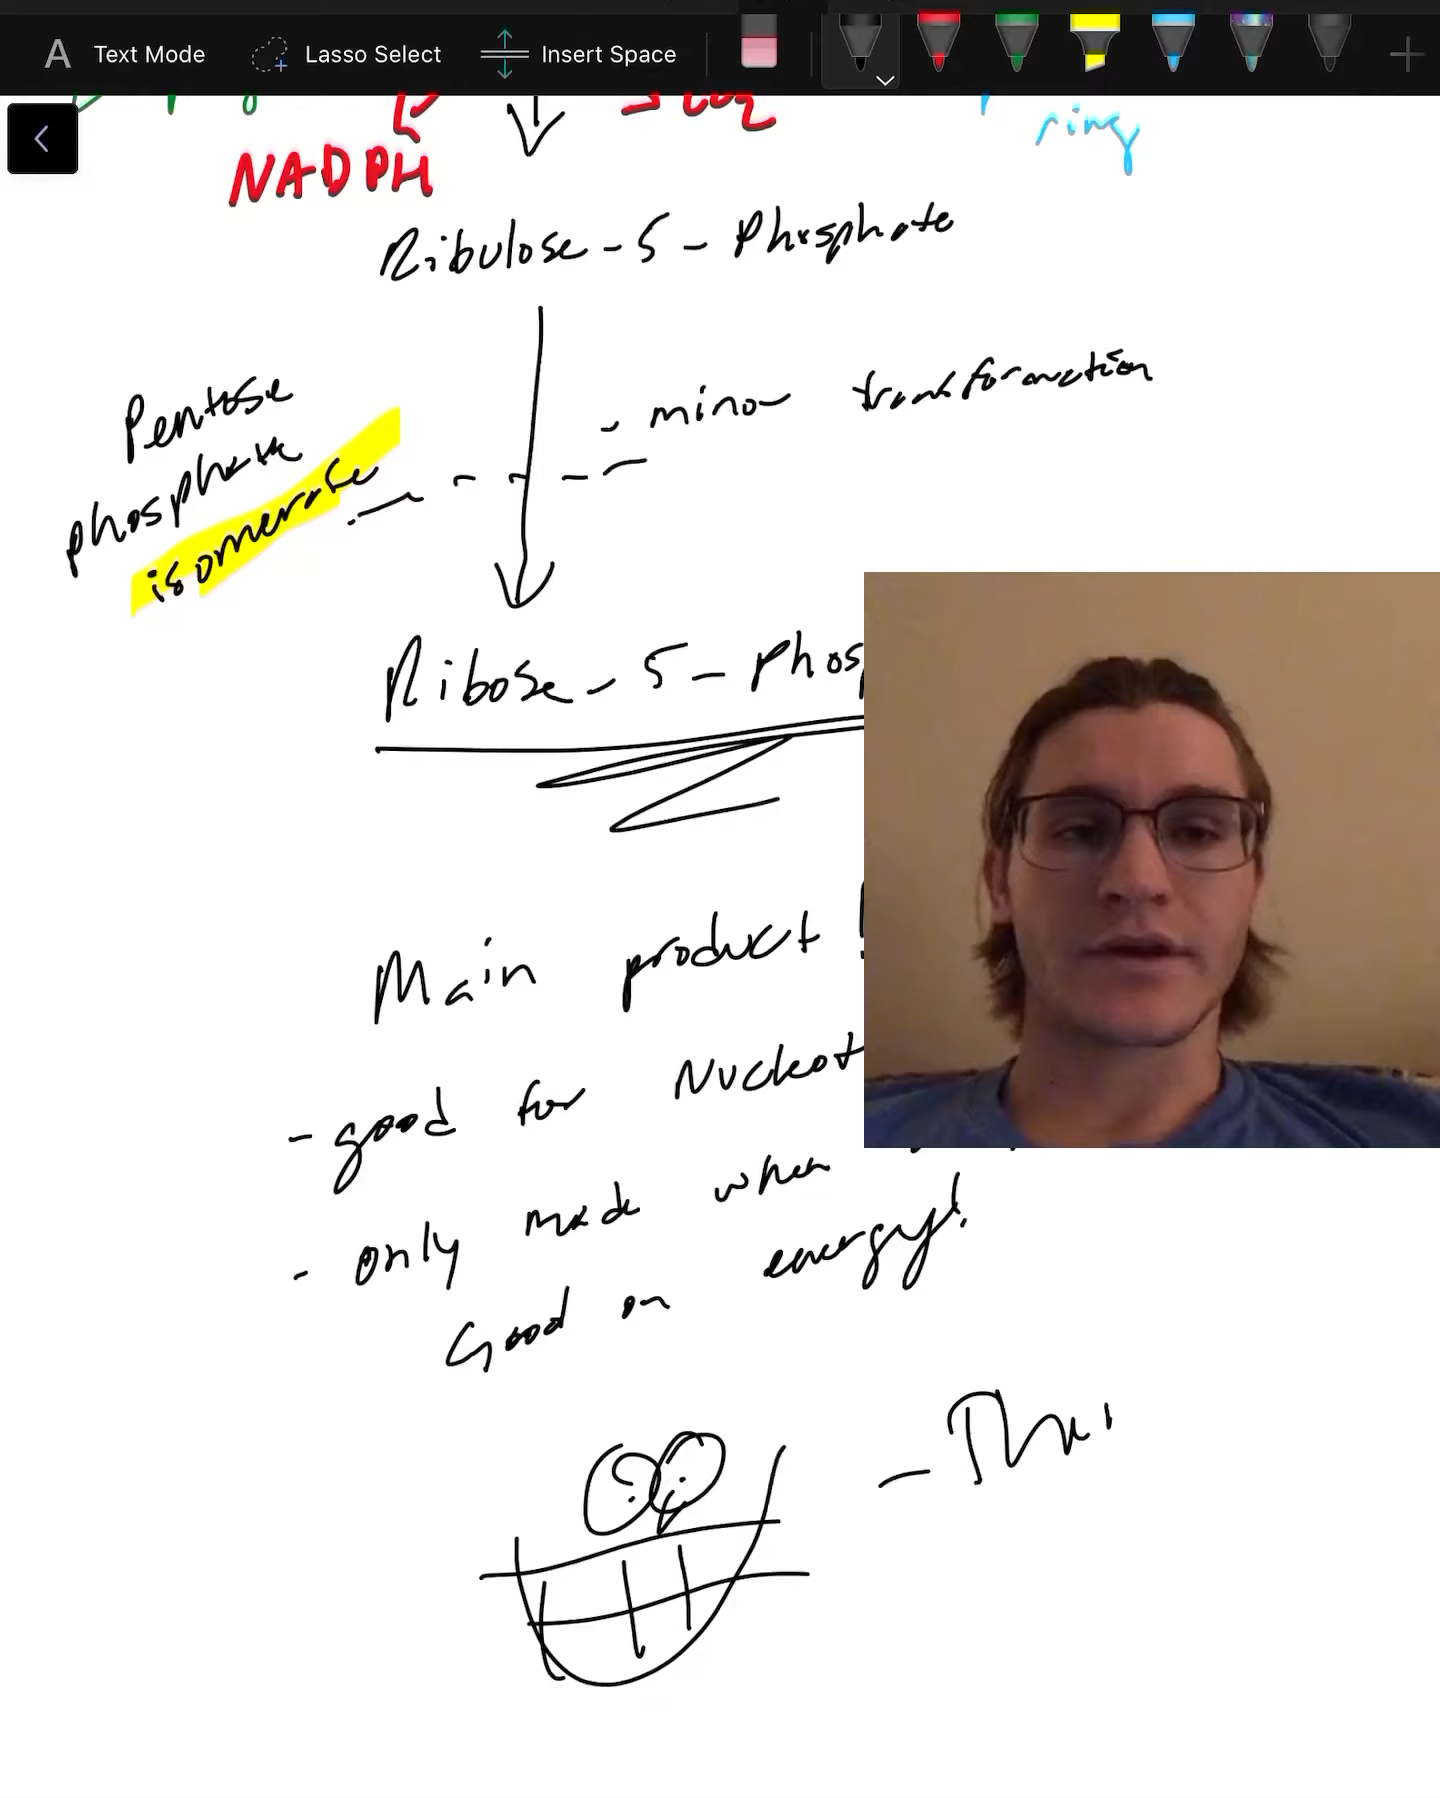 A Text Mode Lasso Select Insert Space
ring
NADPH
Ribulose-5-Phosphate
- minor transformation
Pentose
phosphate
isomerase
Ribose-5-Phos
Main product!
- good for Nucleot
- only made when
Good on energy!